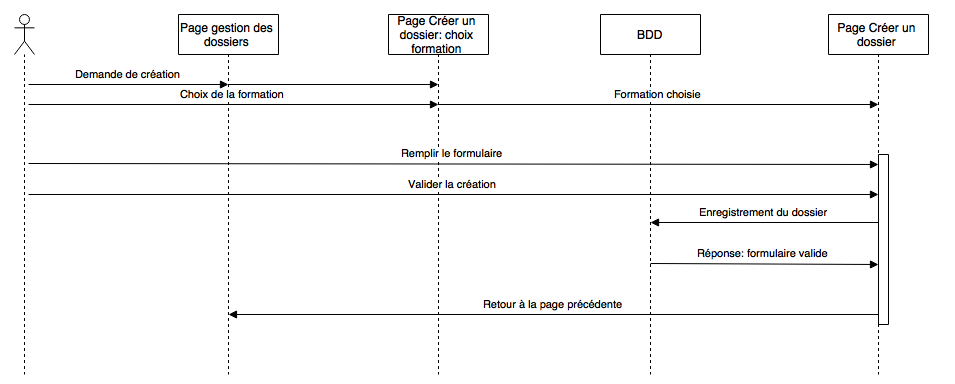 Page gestion des
dossiers
Page Créer un
dossier: choix
formation
BDD
Page Créer un
dossier
Demande de création
Choix de la formation
Formation choisie
Remplir le formulaire
Valider la création
Enregistrement du dossier
Réponse: formulaire valide
Retour à la page précédente